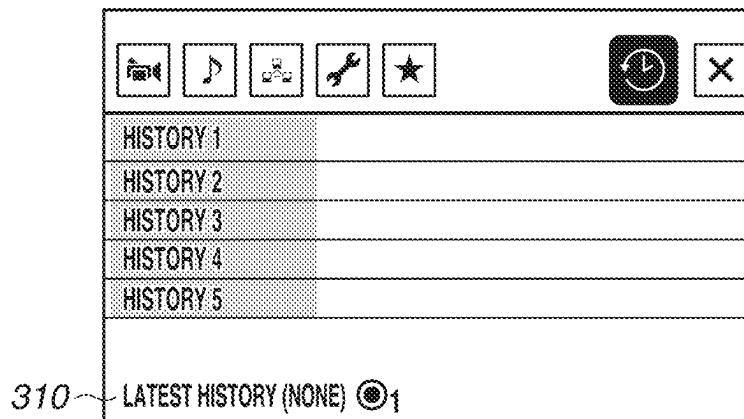 HISTORY 1
HISTORY 2
HISTORY 3
HISTORY 4
HISTORY 5
310 LATEST HISTORY (NONE) 1